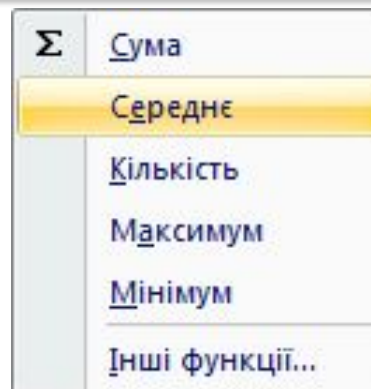 Σ Сума
Середнє
Кількість
Максимум
Мінімум
Інші функції...